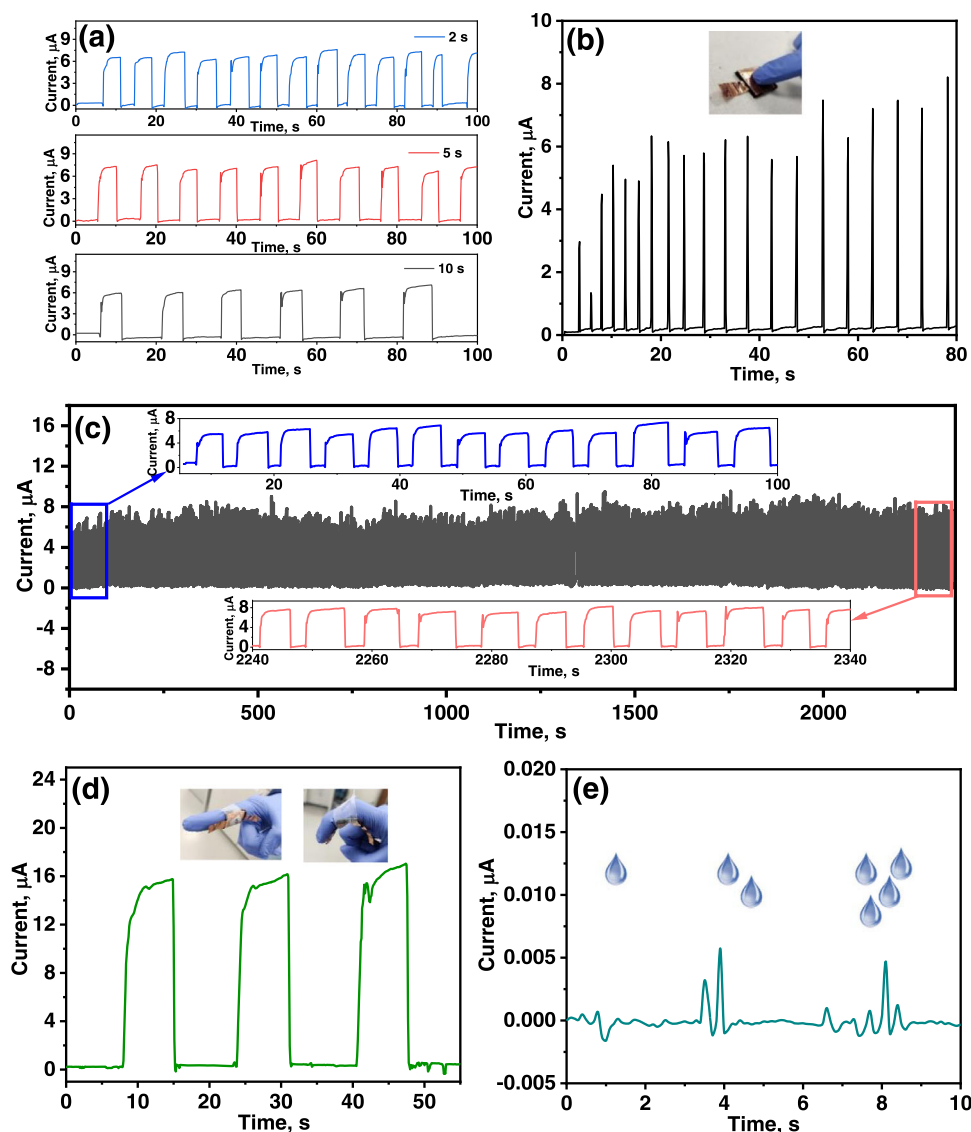 (a)
2 s
Current, µA
9
6
3
0
0 20 40 60 80 100
Time, s
5 s
Current, µA
9
6
3
0
0 20 40 60 80 100
Time, s
10 s
Current, µA
9
6
3
0
0 20 40 60 80 100
Time, s
(b)
Current, µA
10
8
6
4
2
0
0 20 40 60 80
Time, s
(c)
Current, µA
16
12
8
4
0
-4
-8
0 500 1000 1500 2000
Time, s
Current, µA
8
4
0
20 40 60 80 100
Time, s
Current, µA
8
4
0
2240 2260 2280 2300 2320 2340
Time, s
(d)
Current, µA
24
20
16
12
8
4
0
0 10 20 30 40 50
Time, s
(e)
Current, µA
0.020
0.015
0.010
0.005
0.000
-0.005
0 2 4 6 8 10
Time, s